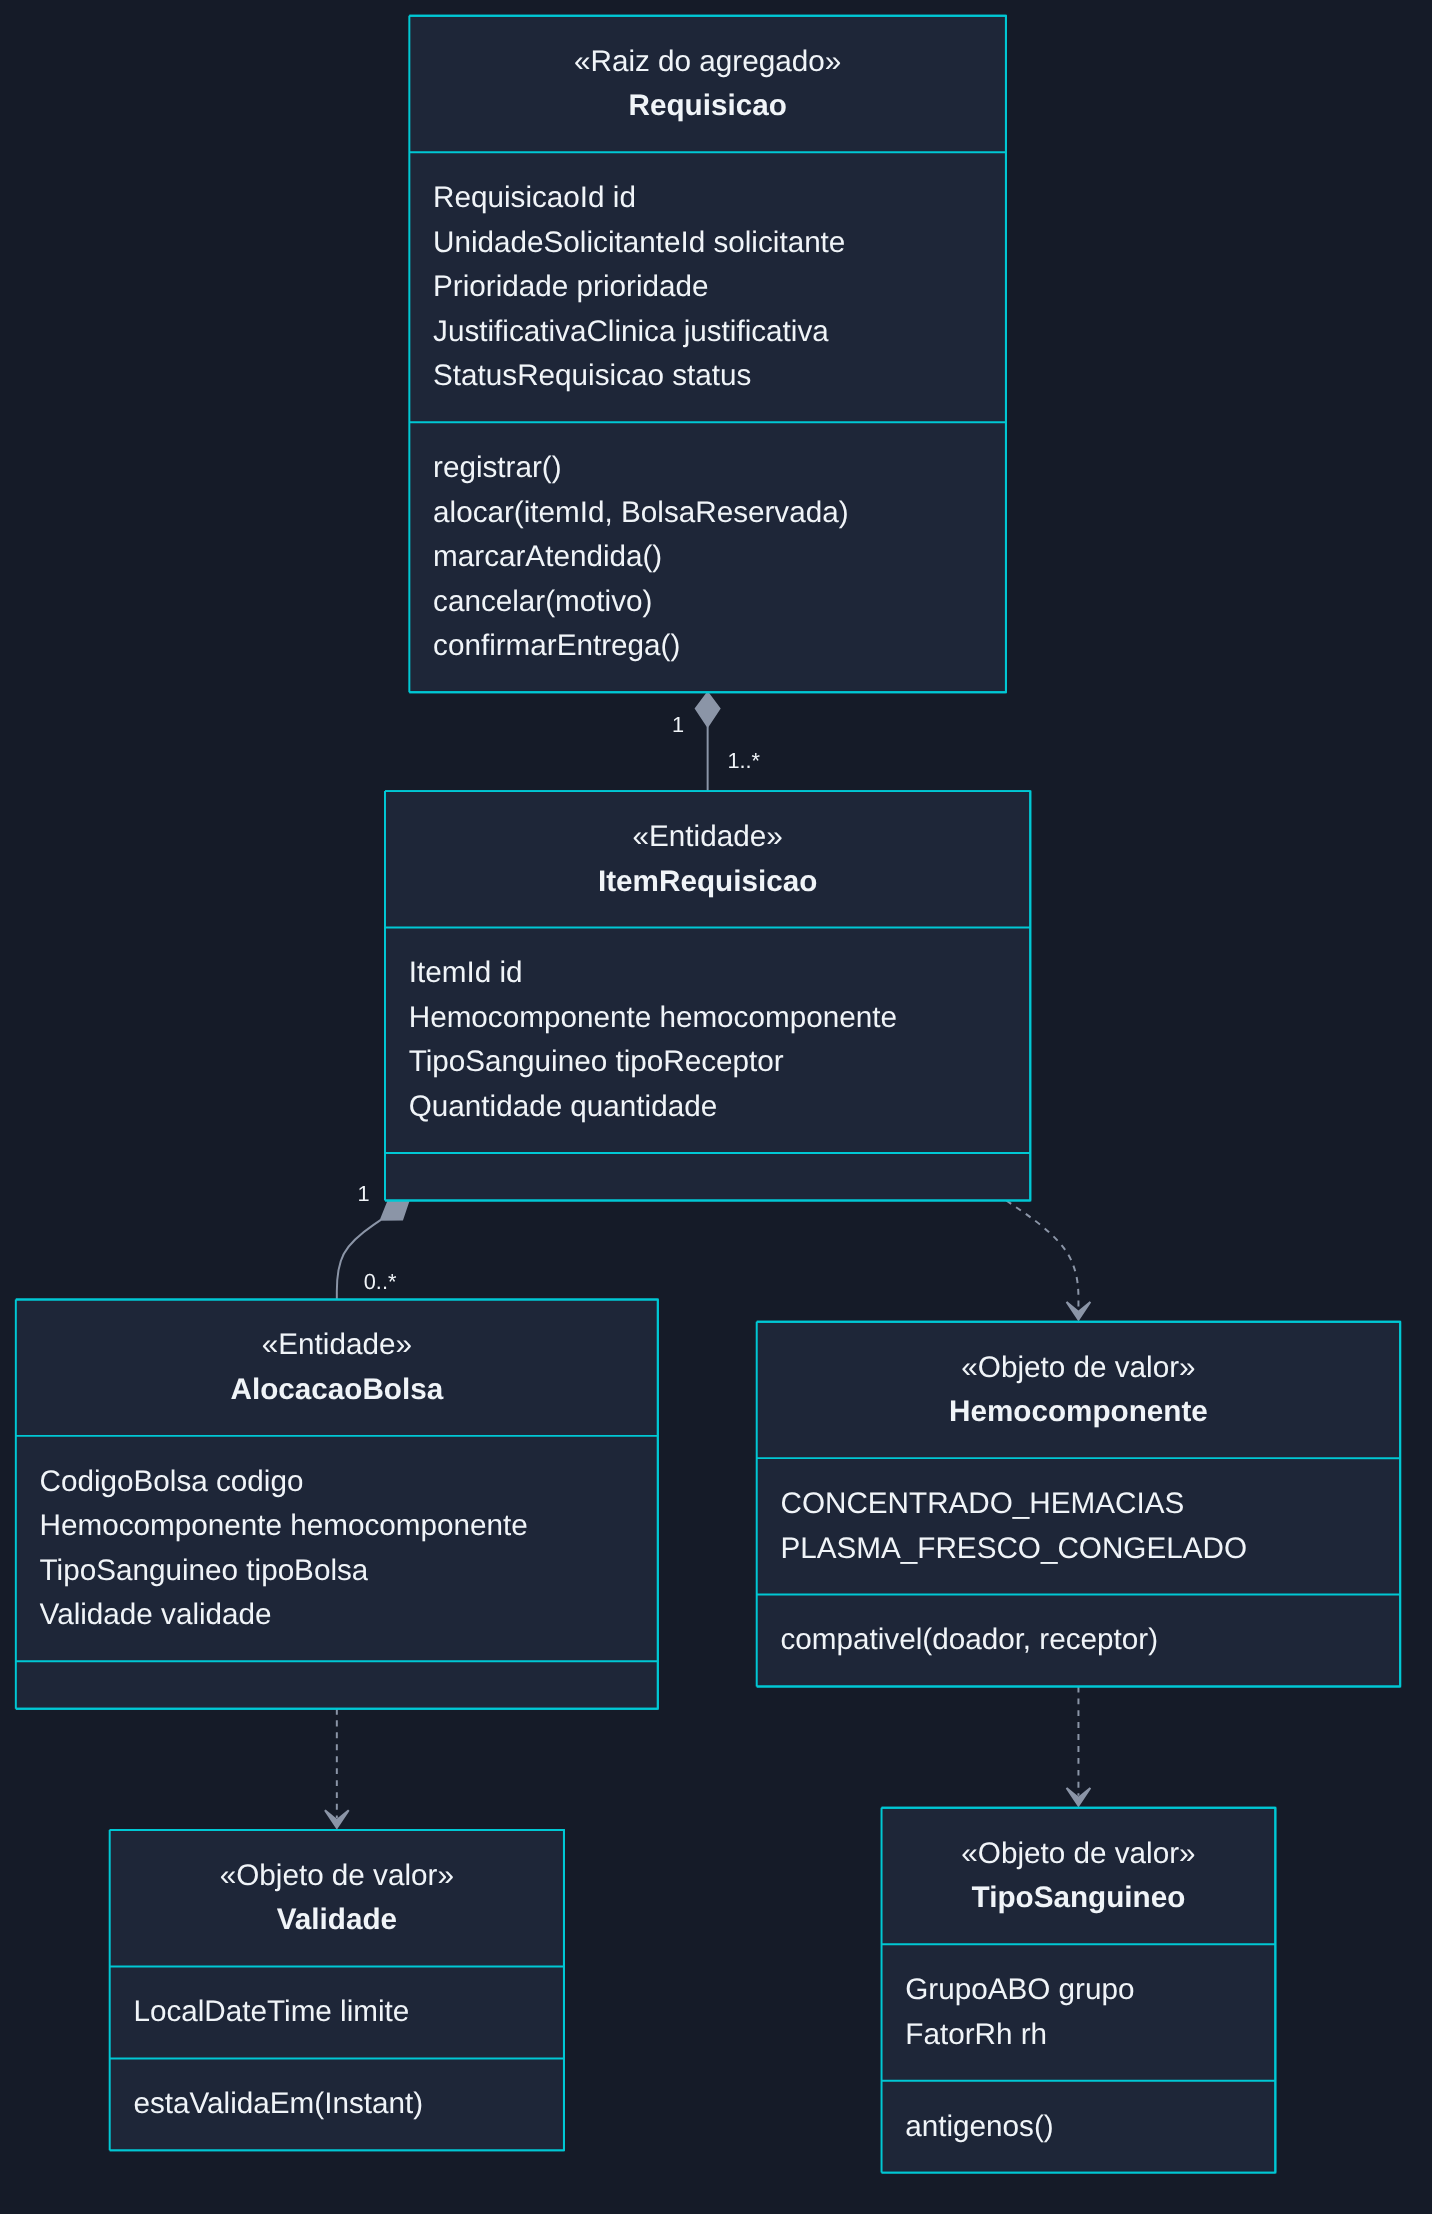 «Raiz do agregado»
Requisicao
RequisicaoId id
UnidadeSolicitanteId solicitante
Prioridade prioridade
JustificativaClinica justificativa
StatusRequisicao status
registrar()
alocar(itemId, BolsaReservada)
marcarAtendida()
cancelar(motivo)
confirmarEntrega()
1
1..*
«Entidade»
ItemRequisicao
ItemId id
Hemocomponente hemocomponente
TipoSanguineo tipoReceptor
Quantidade quantidade
1
0..*
«Entidade»
AlocacaoBolsa
CodigoBolsa codigo
Hemocomponente hemocomponente
TipoSanguineo tipoBolsa
Validade validade
«Objeto de valor»
Hemocomponente
CONCENTRADO_HEMACIAS
PLASMA_FRESCO_CONGELADO
compativel(doador, receptor)
«Objeto de valor»
Validade
LocalDateTime limite
estaValidaEm(Instant)
«Objeto de valor»
TipoSanguineo
GrupoABO grupo
FatorRh rh
antigenos()